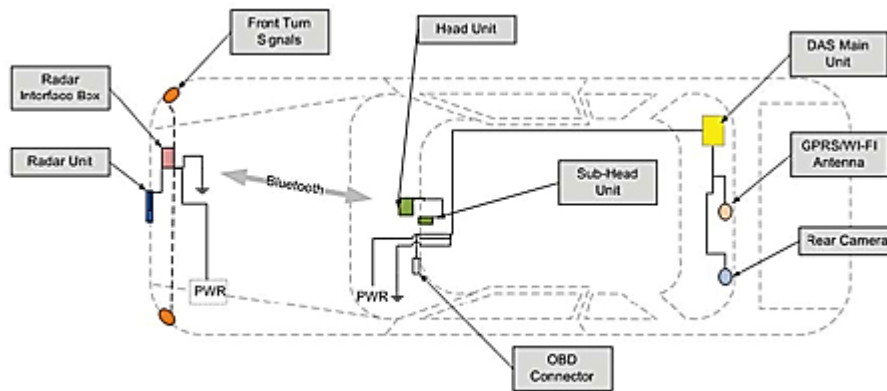 Front Turn
Signals
Head Unit
DAS Main
Unit
Radar
Interface Box
Radar Unit
GPRS/WI-FI
Antenna
Bluetooth
Sub-Head
Unit
Rear Camera
PWR
PWR
OBD
Connector